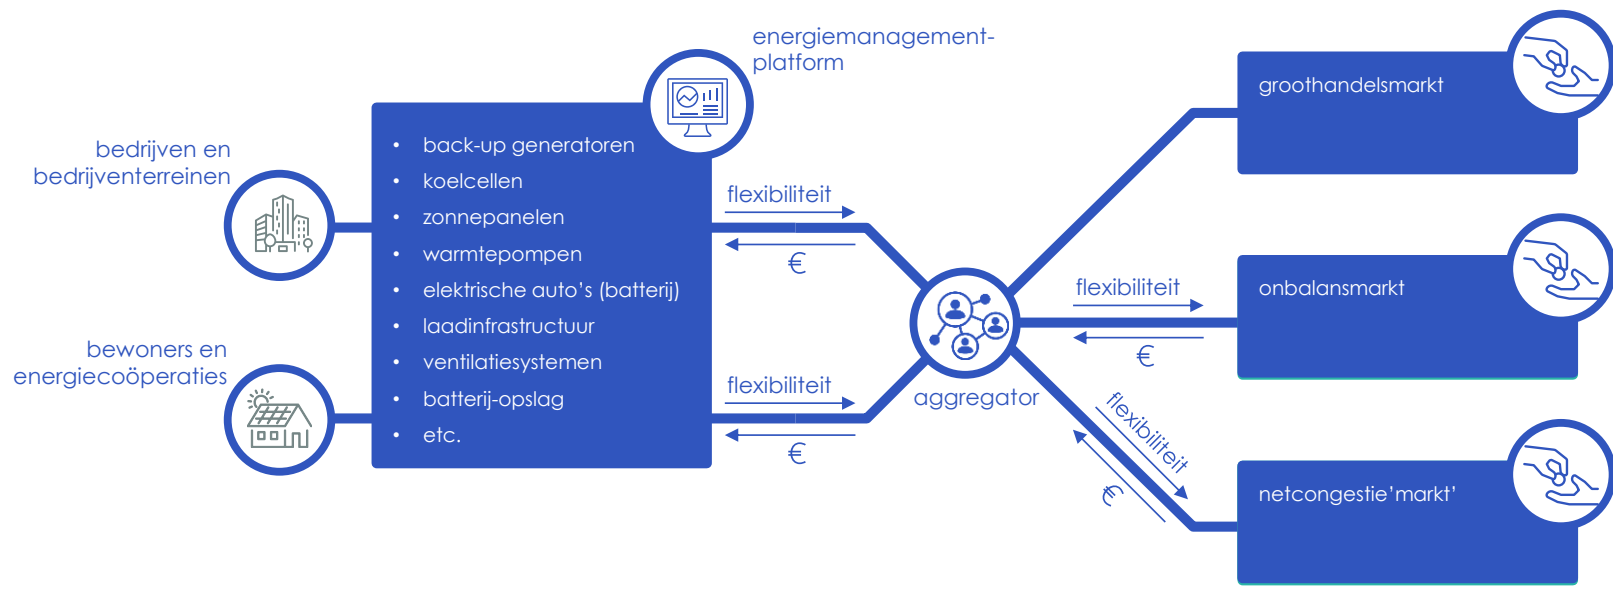 energiemanagement-
platform
bedrijven en
bedrijventerreinen
bewoners en
energiecoöperaties
• back-up generatoren
• koelcellen
• zonnepanelen
• warmtepompen
• elektrische auto's (batterij)
• laadinfrastructuur
• ventilatiesystemen
• batterij-opslag
• etc.
flexibiliteit
€
flexibiliteit
€
aggregator
flexibiliteit
€
flexibiliteit
€
groothandelsmarkt
onbalansmarkt
netcongestie'markt'